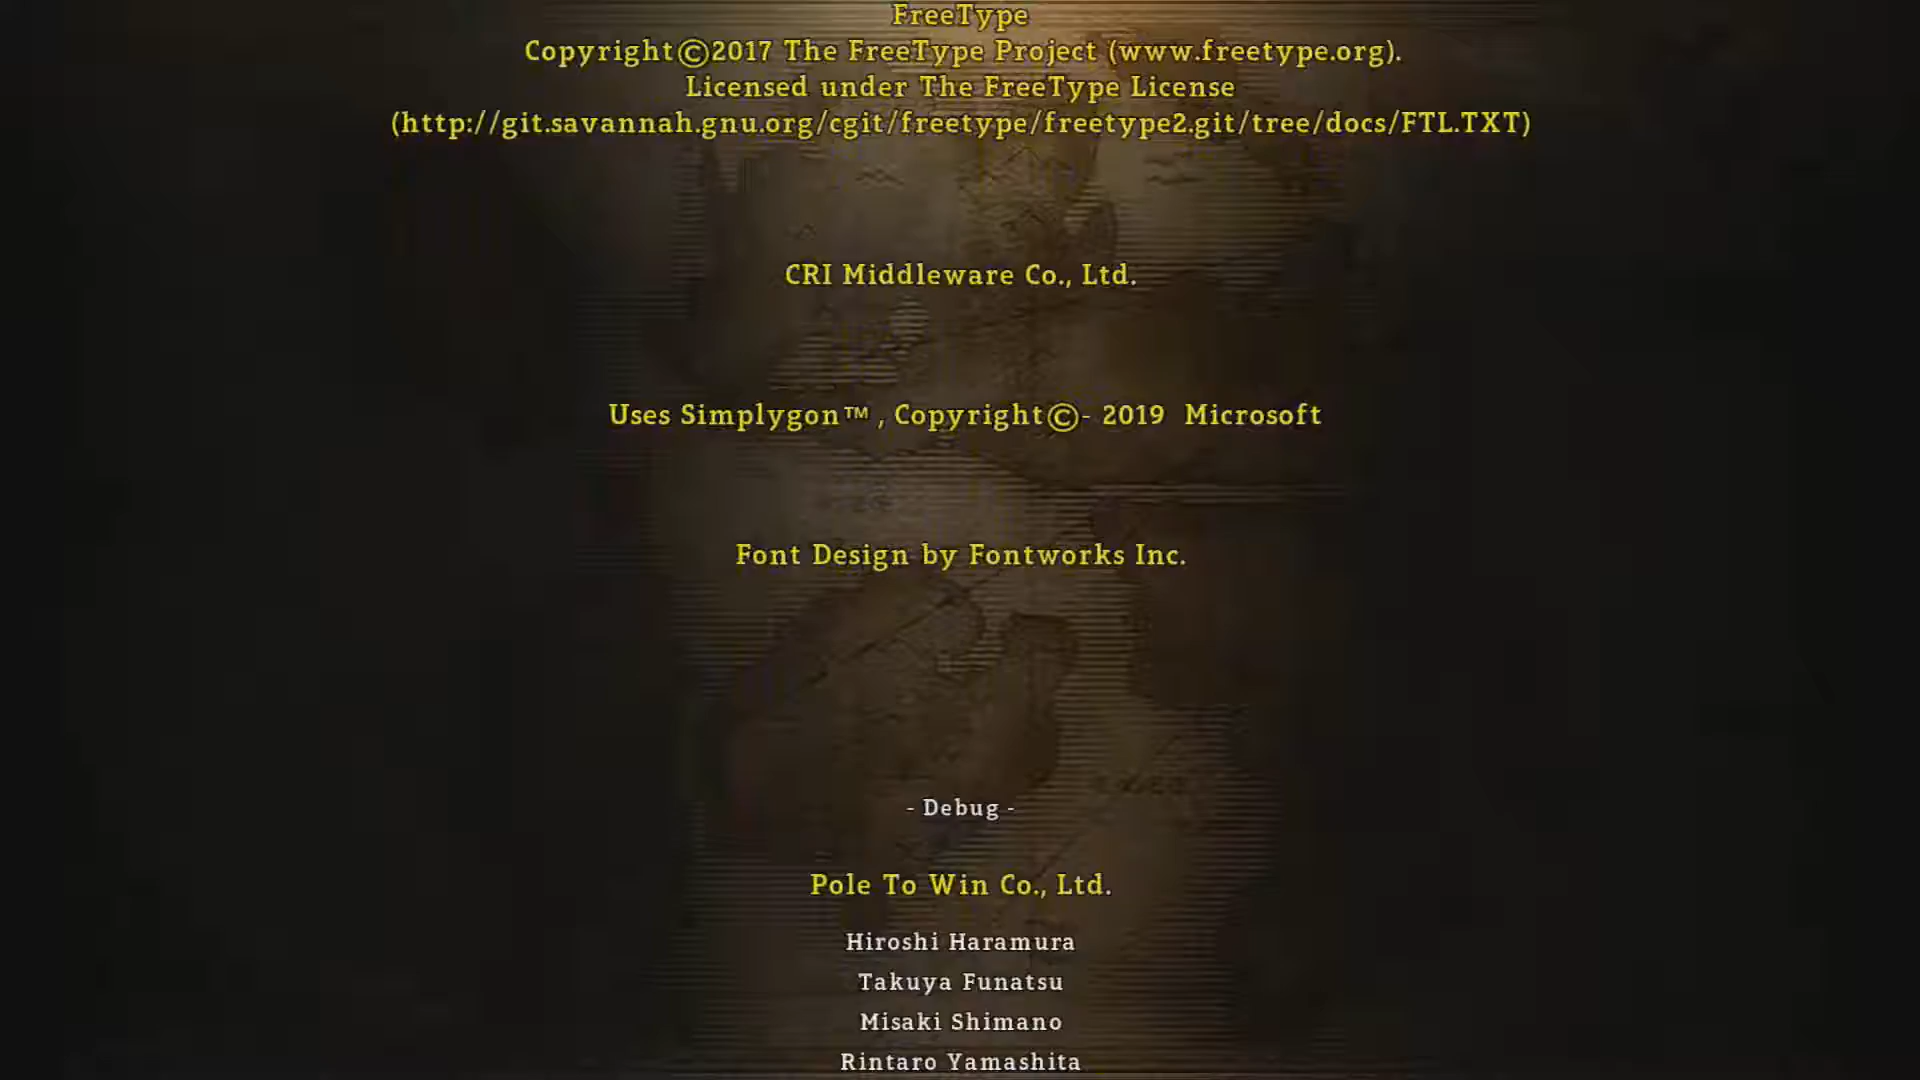 FreeType
Copyright©2017 The FreeType Project (www.freetype.org).
Licensed under The FreeType License
(http://git.savannah.gnu.org/cgit/freetype/freetype2.git/tree/docs/FTL.TXT)
CRI Middleware Co., Ltd.
Uses Simplygon™ , Copyright©- 2019 Microsoft
Font Design by Fontworks Inc.
- Debug -
Pole To Win Co., Ltd.
Hiroshi Haramura
Takuya Funatsu
Misaki Shimano
Rintaro Yamashita